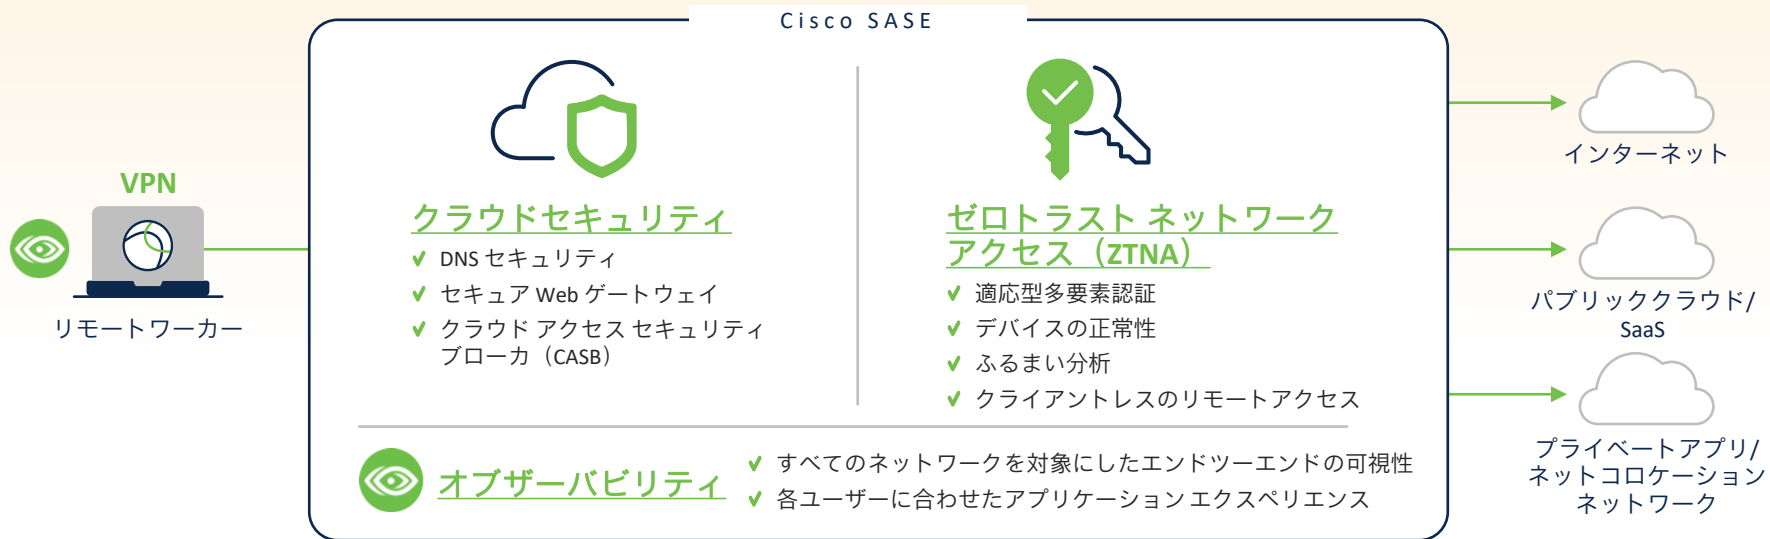 Cisco SASE
VPN
リモートワーカー
クラウドセキュリティ
DNS セキュリティ
セキュア Web ゲートウェイ
クラウド アクセス セキュリティ
ブローカ（CASB）
ゼロトラスト ネットワーク
アクセス（ZTNA）
適応型多要素認証
デバイスの正常性
ふるまい分析
クライアントレスのリモートアクセス
オブザーバビリティ
すべてのネットワークを対象にしたエンドツーエンドの可視性
各ユーザーに合わせたアプリケーション エクスペリエンス
インターネット
パブリッククラウド/
SaaS
プライベートアプリ/
ネットコロケーション
ネットワーク